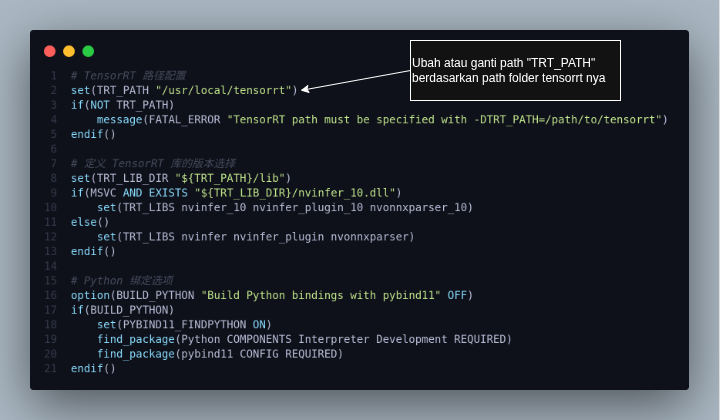 1 # TensorRT 路径配置
2 set(TRT_PATH "/usr/local/tensorrt")
3 if(NOT TRT_PATH)
4 message(FATAL_ERROR "TensorRT path must be specified with -DTRT_PATH=/path/to/tensorrt")
5 endif()
6
7 # 定义 TensorRT 库的版本选择
8 set(TRT_LIB_DIR "${TRT_PATH}/lib")
9 if(MSVC AND EXISTS "${TRT_LIB_DIR}/nvinfer_10.dll")
10 set(TRT_LIBS nvinfer_10 nvinfer_plugin_10 nvonnxparser_10)
11 else()
12 set(TRT_LIBS nvinfer nvinfer_plugin nvonnxparser)
13 endif()
14
15 # Python 绑定选项
16 option(BUILD_PYTHON "Build Python bindings with pybind11" OFF)
17 if(BUILD_PYTHON)
18 set(PYBIND11_FINDPYTHON ON)
19 find_package(Python COMPONENTS Interpreter Development REQUIRED)
20 find_package(pybind11 CONFIG REQUIRED)
21 endif()
Ubah atau ganti path "TRT_PATH"
berdasarkan path folder tensorrt nya